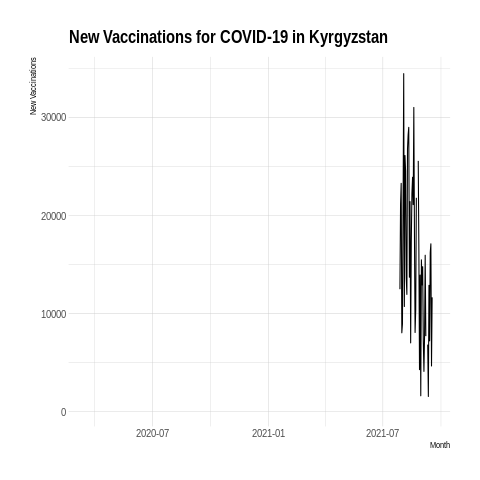 New Vaccinations for COVID-19 in Kyrgyzstan
New Vaccinations
30000
20000
10000
0
2020-07
2021-01
2021-07
Month